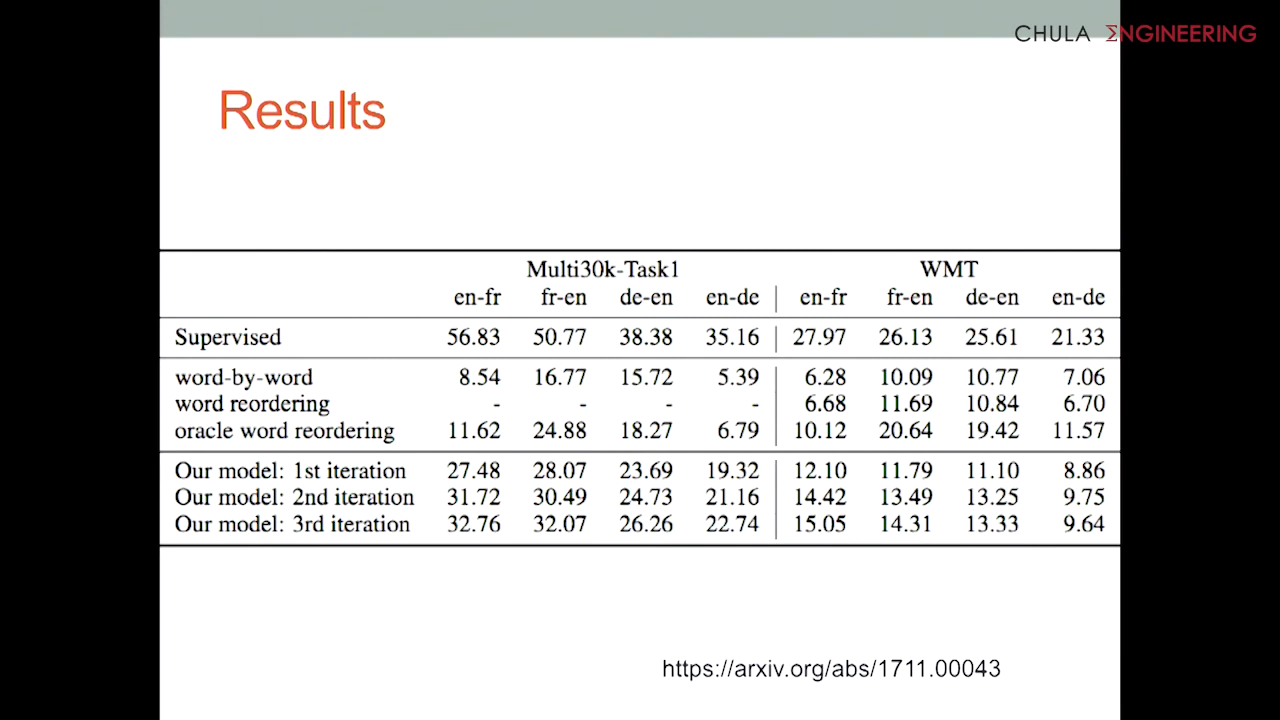 CHULA ΣNGINEERING
Results
Multi30k-Task1 WMT
en-fr fr-en de-en en-de en-fr fr-en de-en en-de
Supervised 56.83 50.77 38.38 35.16 27.97 26.13 25.61 21.33
word-by-word 8.54 16.77 15.72 5.39 6.28 10.09 10.77 7.06
word reordering - - - - 6.68 11.69 10.84 6.70
oracle word reordering 11.62 24.88 18.27 6.79 10.12 20.64 19.42 11.57
Our model: 1st iteration 27.48 28.07 23.69 19.32 12.10 11.79 11.10 8.86
Our model: 2nd iteration 31.72 30.49 24.73 21.16 14.42 13.49 13.25 9.75
Our model: 3rd iteration 32.76 32.07 26.26 22.74 15.05 14.31 13.33 9.64
https://arxiv.org/abs/1711.00043